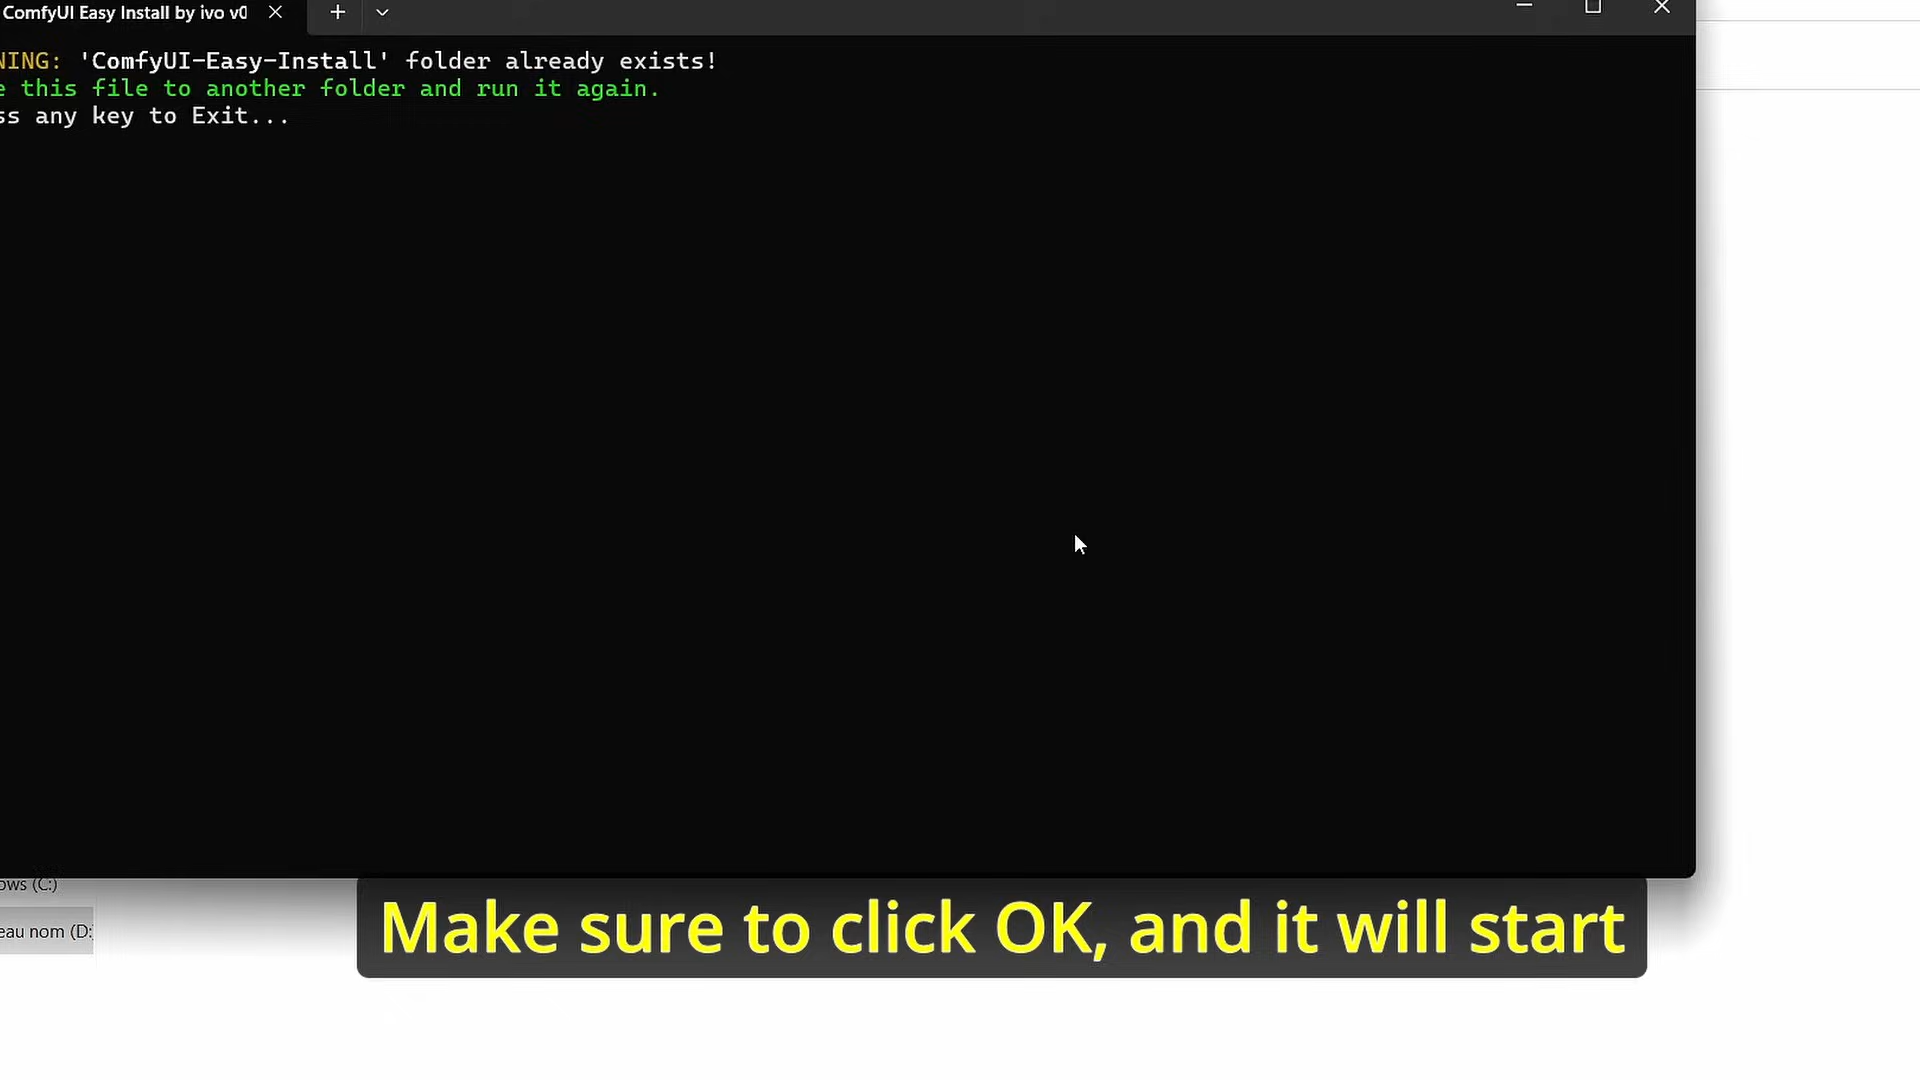 ComfyUI Easy Install by ivo v0
NING: 'ComfyUI-Easy-Install' folder already exists!
e this file to another folder and run it again.
ss any key to Exit...
ows (C:)
eau nom (D:
Make sure to click OK, and it will start